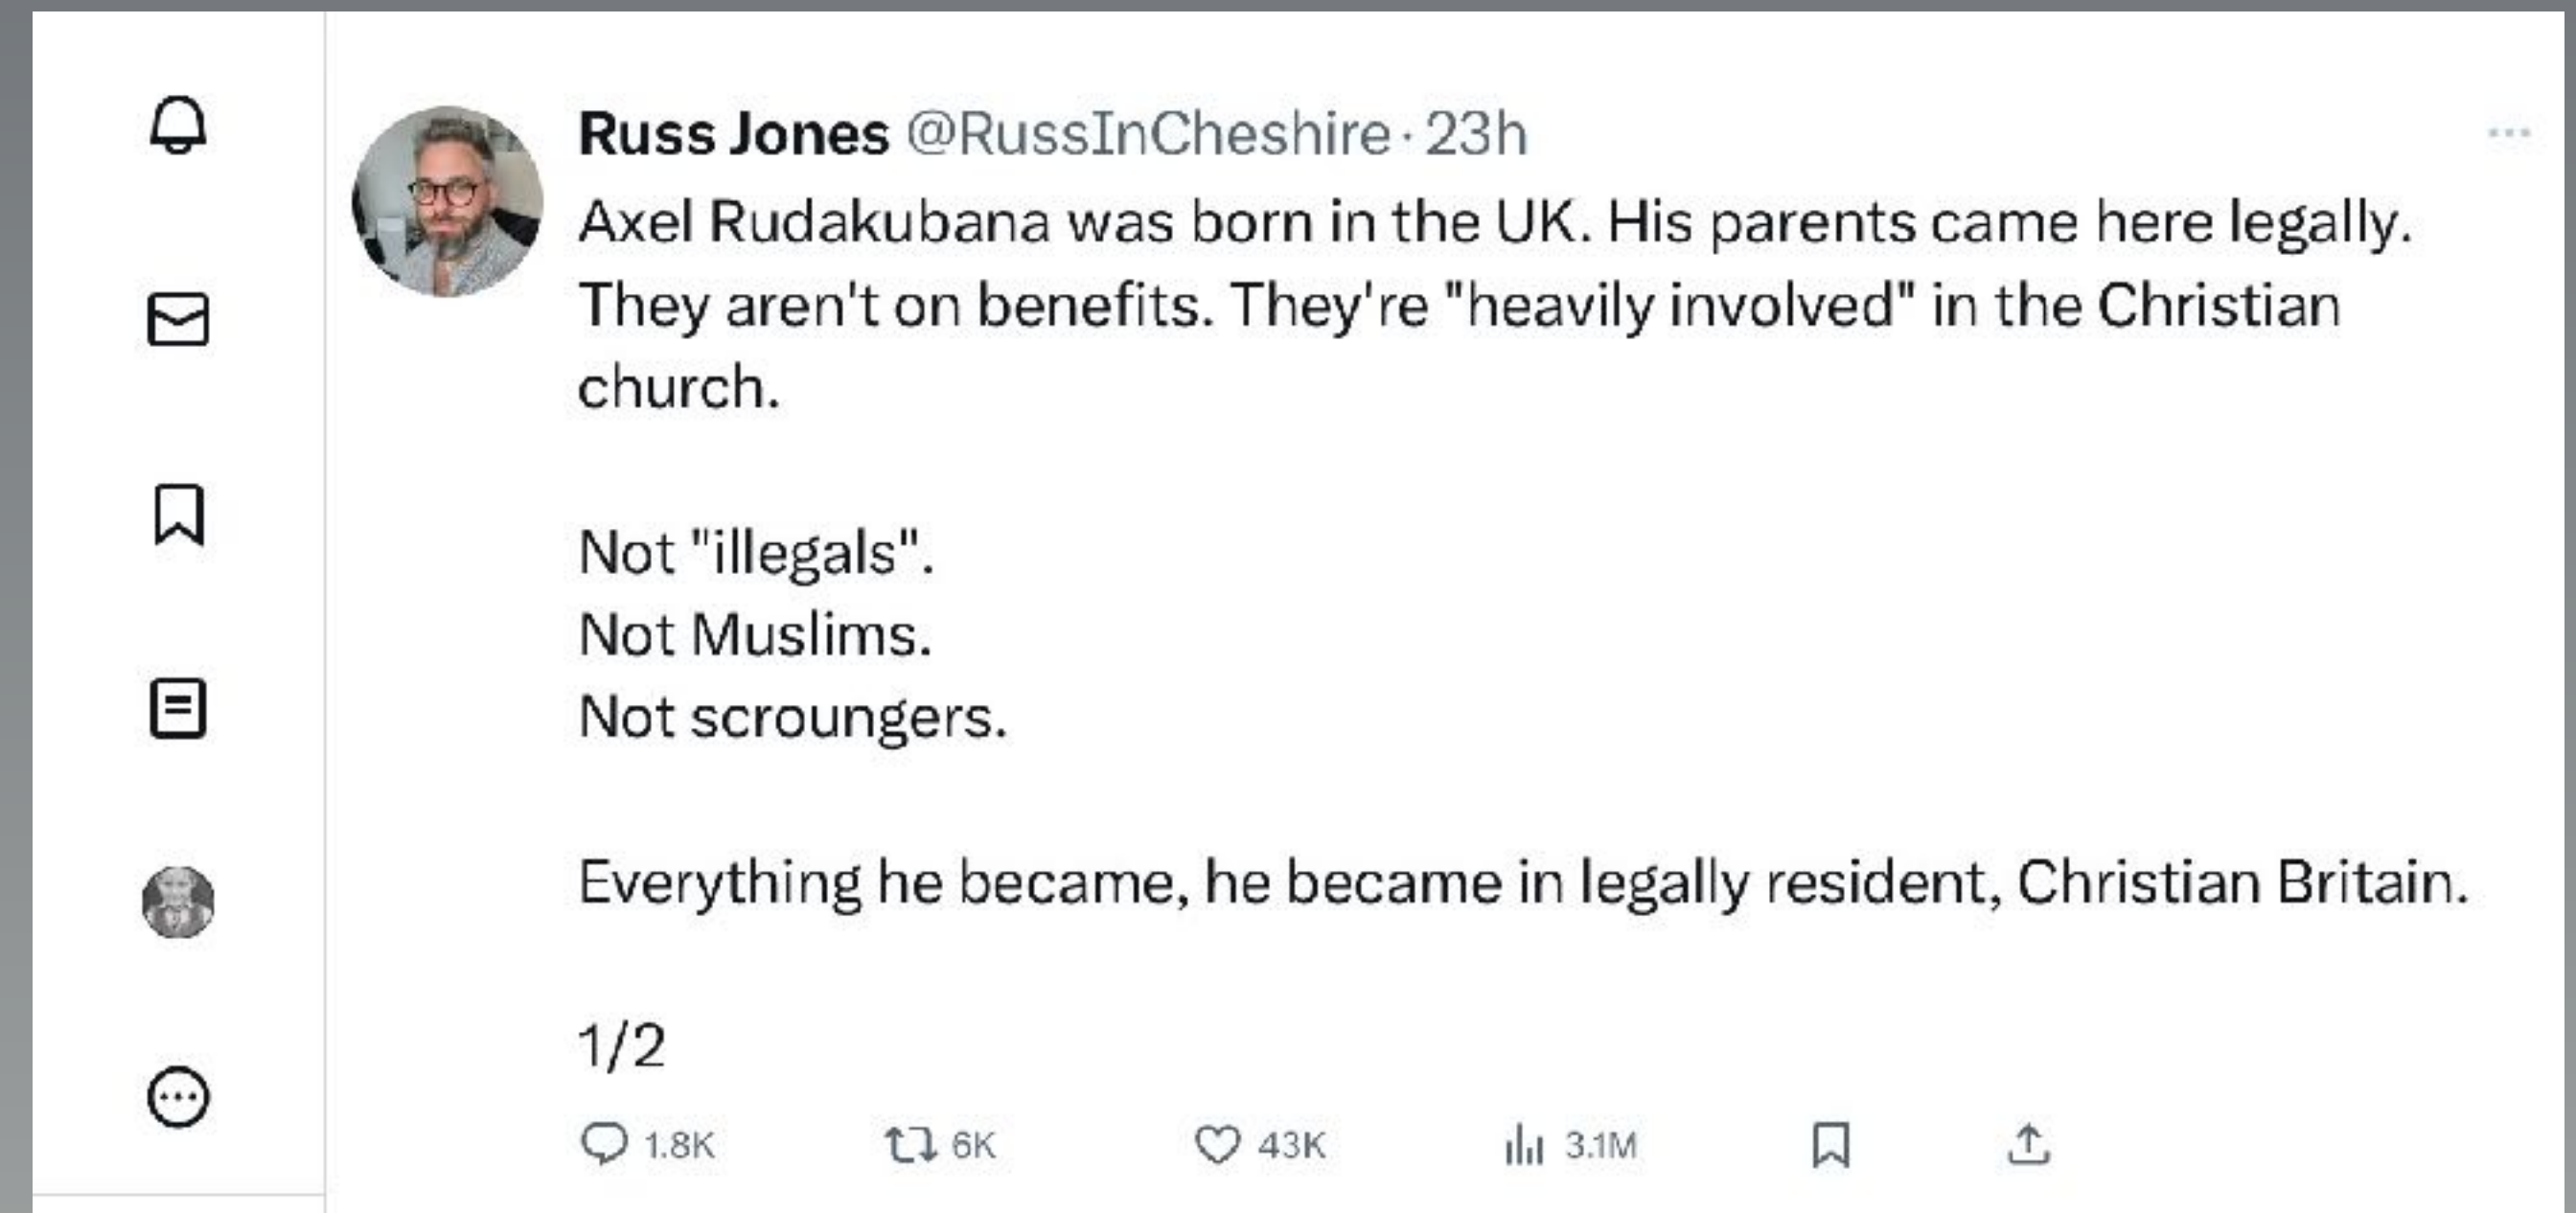 Russ Jones @RussInCheshire · 23h
Axel Rudakubana was born in the UK. His parents came here legally.
They aren't on benefits. They're "heavily involved" in the Christian
church.
Not "illegals".
Not Muslims.
Not scroungers.
Everything he became, he became in legally resident, Christian Britain.
1/2
1.8K 6K 43K 3.1M